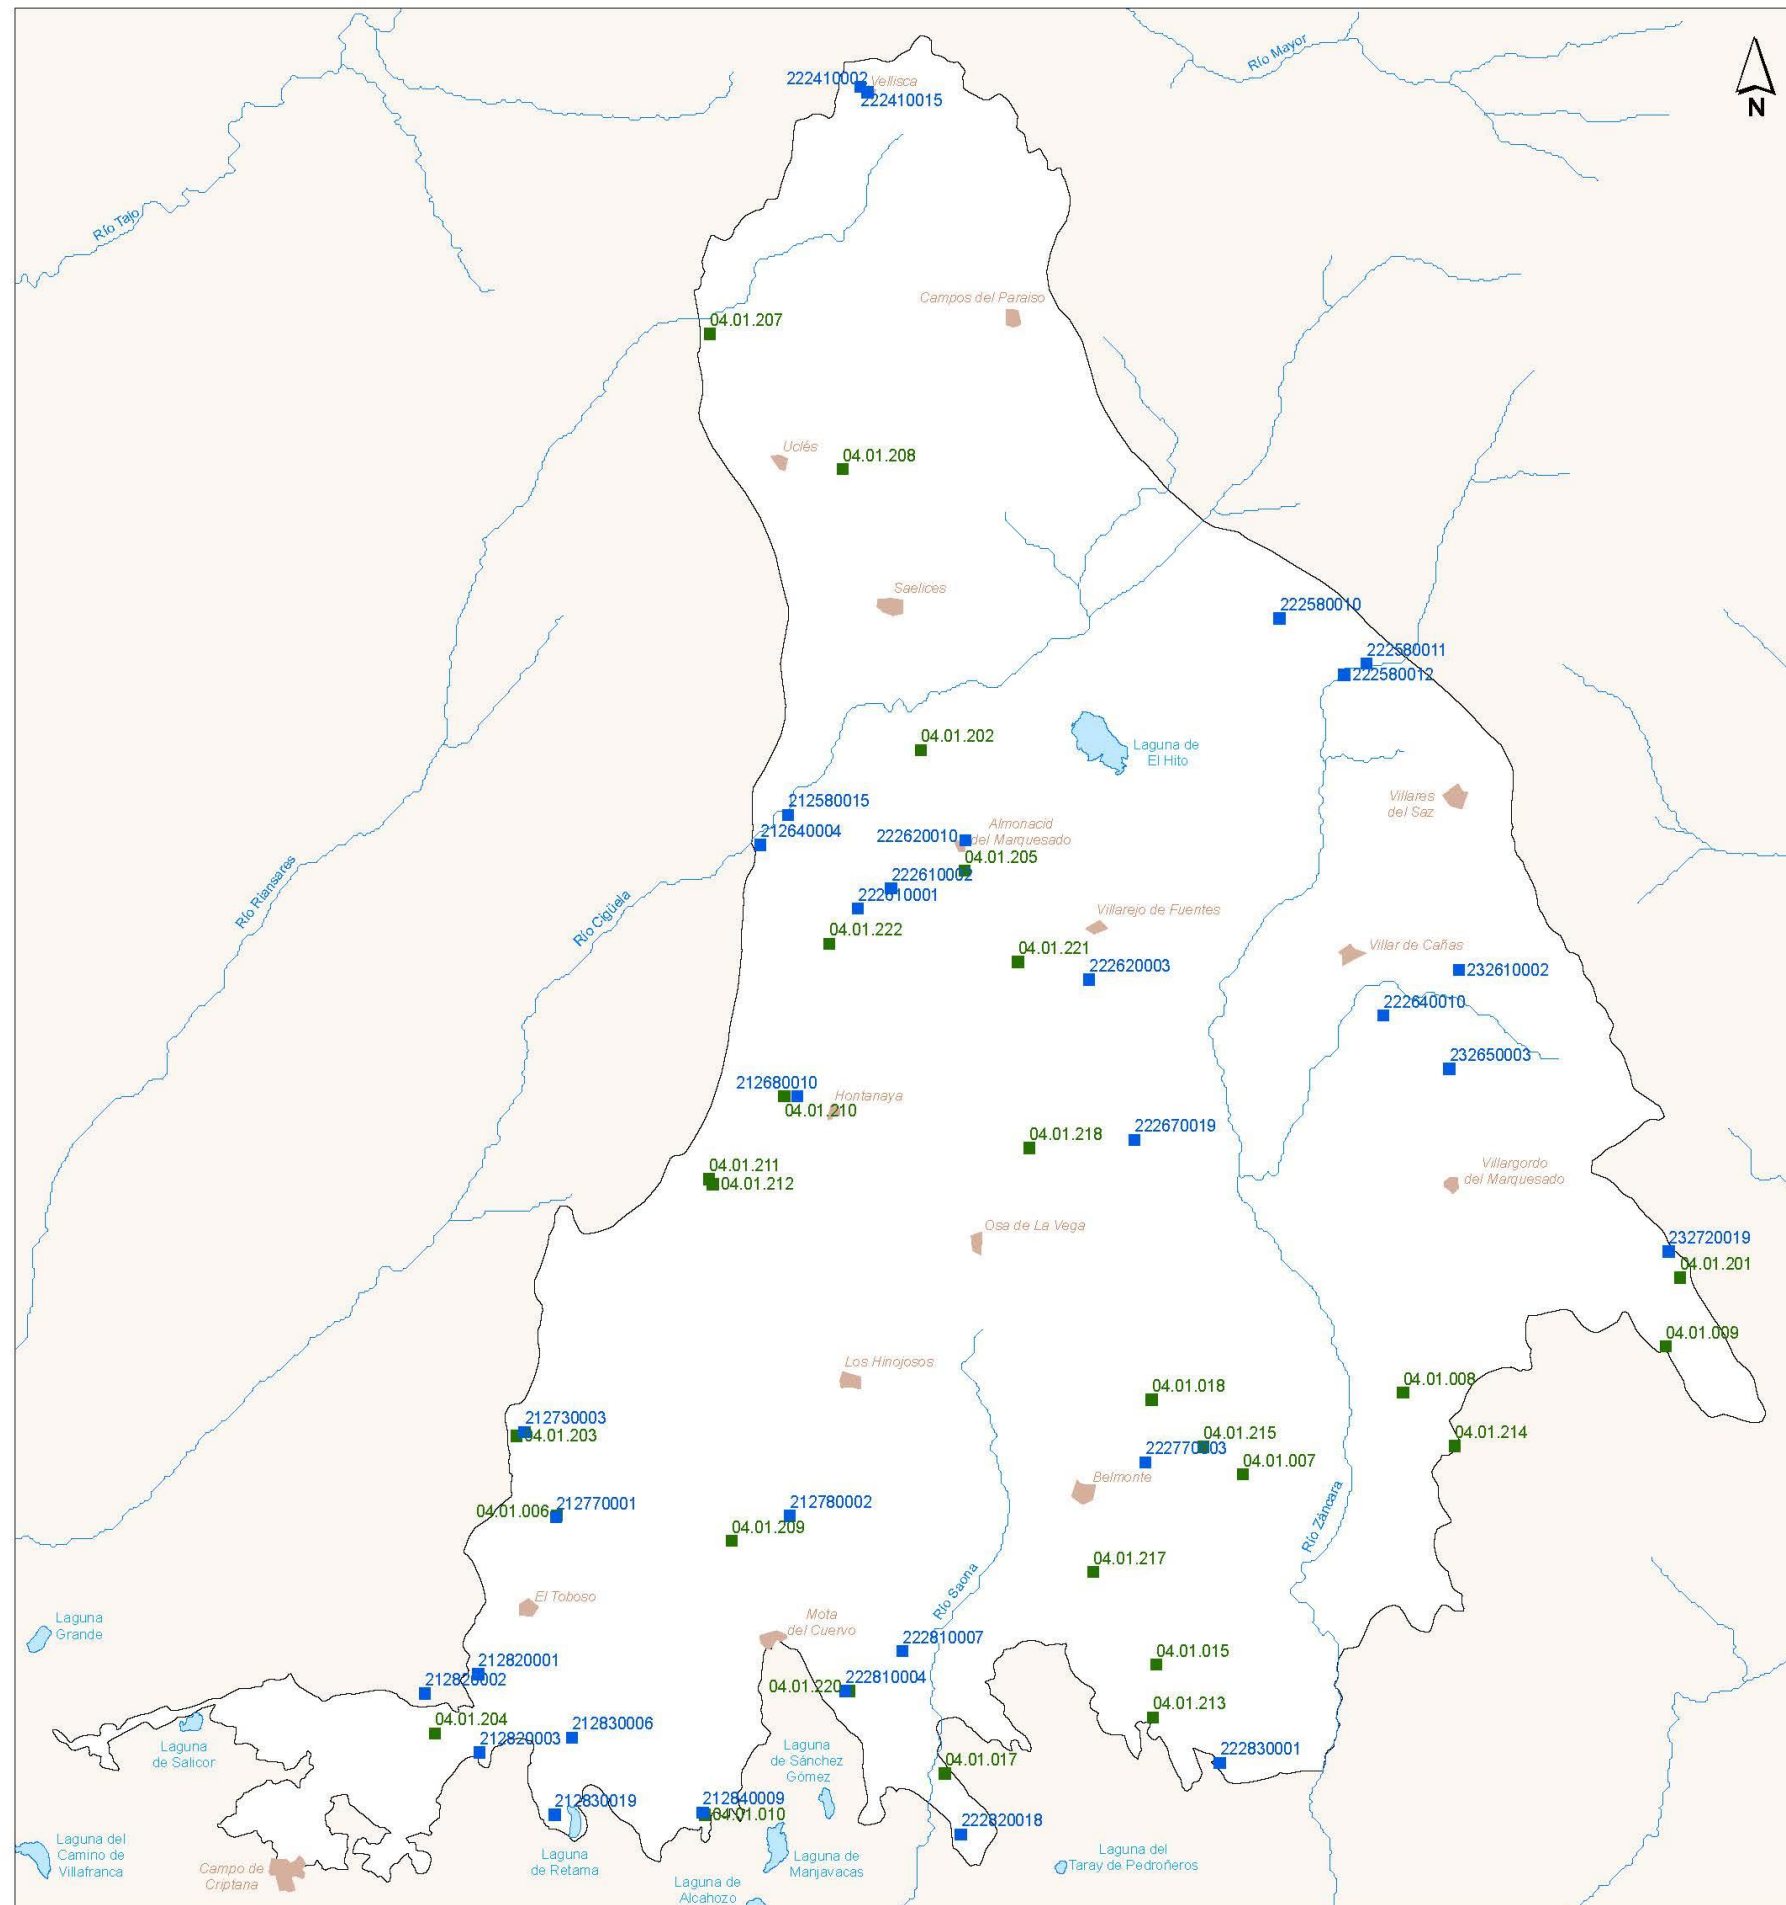 222410002
Vellisca
222410015
Río Mayor
N
Río Tajo
Campos del Paraiso
04.01.207
Uclés
04.01.208
Saelices
222580010
222580011
222580012
04.01.202
Laguna de
El Hito
Villares
del Saz
212580015
212640004
222620010
Almonacid
del Marquesado
04.01.205
222610002
222610001
Río Riansares
Río Cigüela
04.01.222
Villarejo de Fuentes
04.01.221
222620003
Villar de Cañas
232610002
222640010
232650003
212680010
04.01.210
Hontanaya
04.01.218
222670019
04.01.211
04.01.212
Villargordo
del Marquesado
Osa de La Vega
232720019
04.01.201
04.01.009
Los Hinojosos
04.01.018
04.01.008
212730003
04.01.203
04.01.215
222770003
04.01.007
04.01.214
Belmonte
04.01.006
212770001
212780002
04.01.209
Río Záncara
04.01.217
Río Saona
El Toboso
Laguna
Grande
Mota
del Cuervo
222810007
04.01.015
212820001
212820002
04.01.220
222810004
04.01.213
04.01.204
212830006
212820003
Laguna
de Salicor
Laguna
de Sánchez
Gómez
04.01.017
222830001
212830019
212840009
04.01.010
222820018
Laguna del
Camino de
Villafranca
Campo de
Criptana
Laguna
de Retama
Laguna de
Manjavacas
Laguna del
Taray de Pedroñeros
Laguna de
Alcahozo